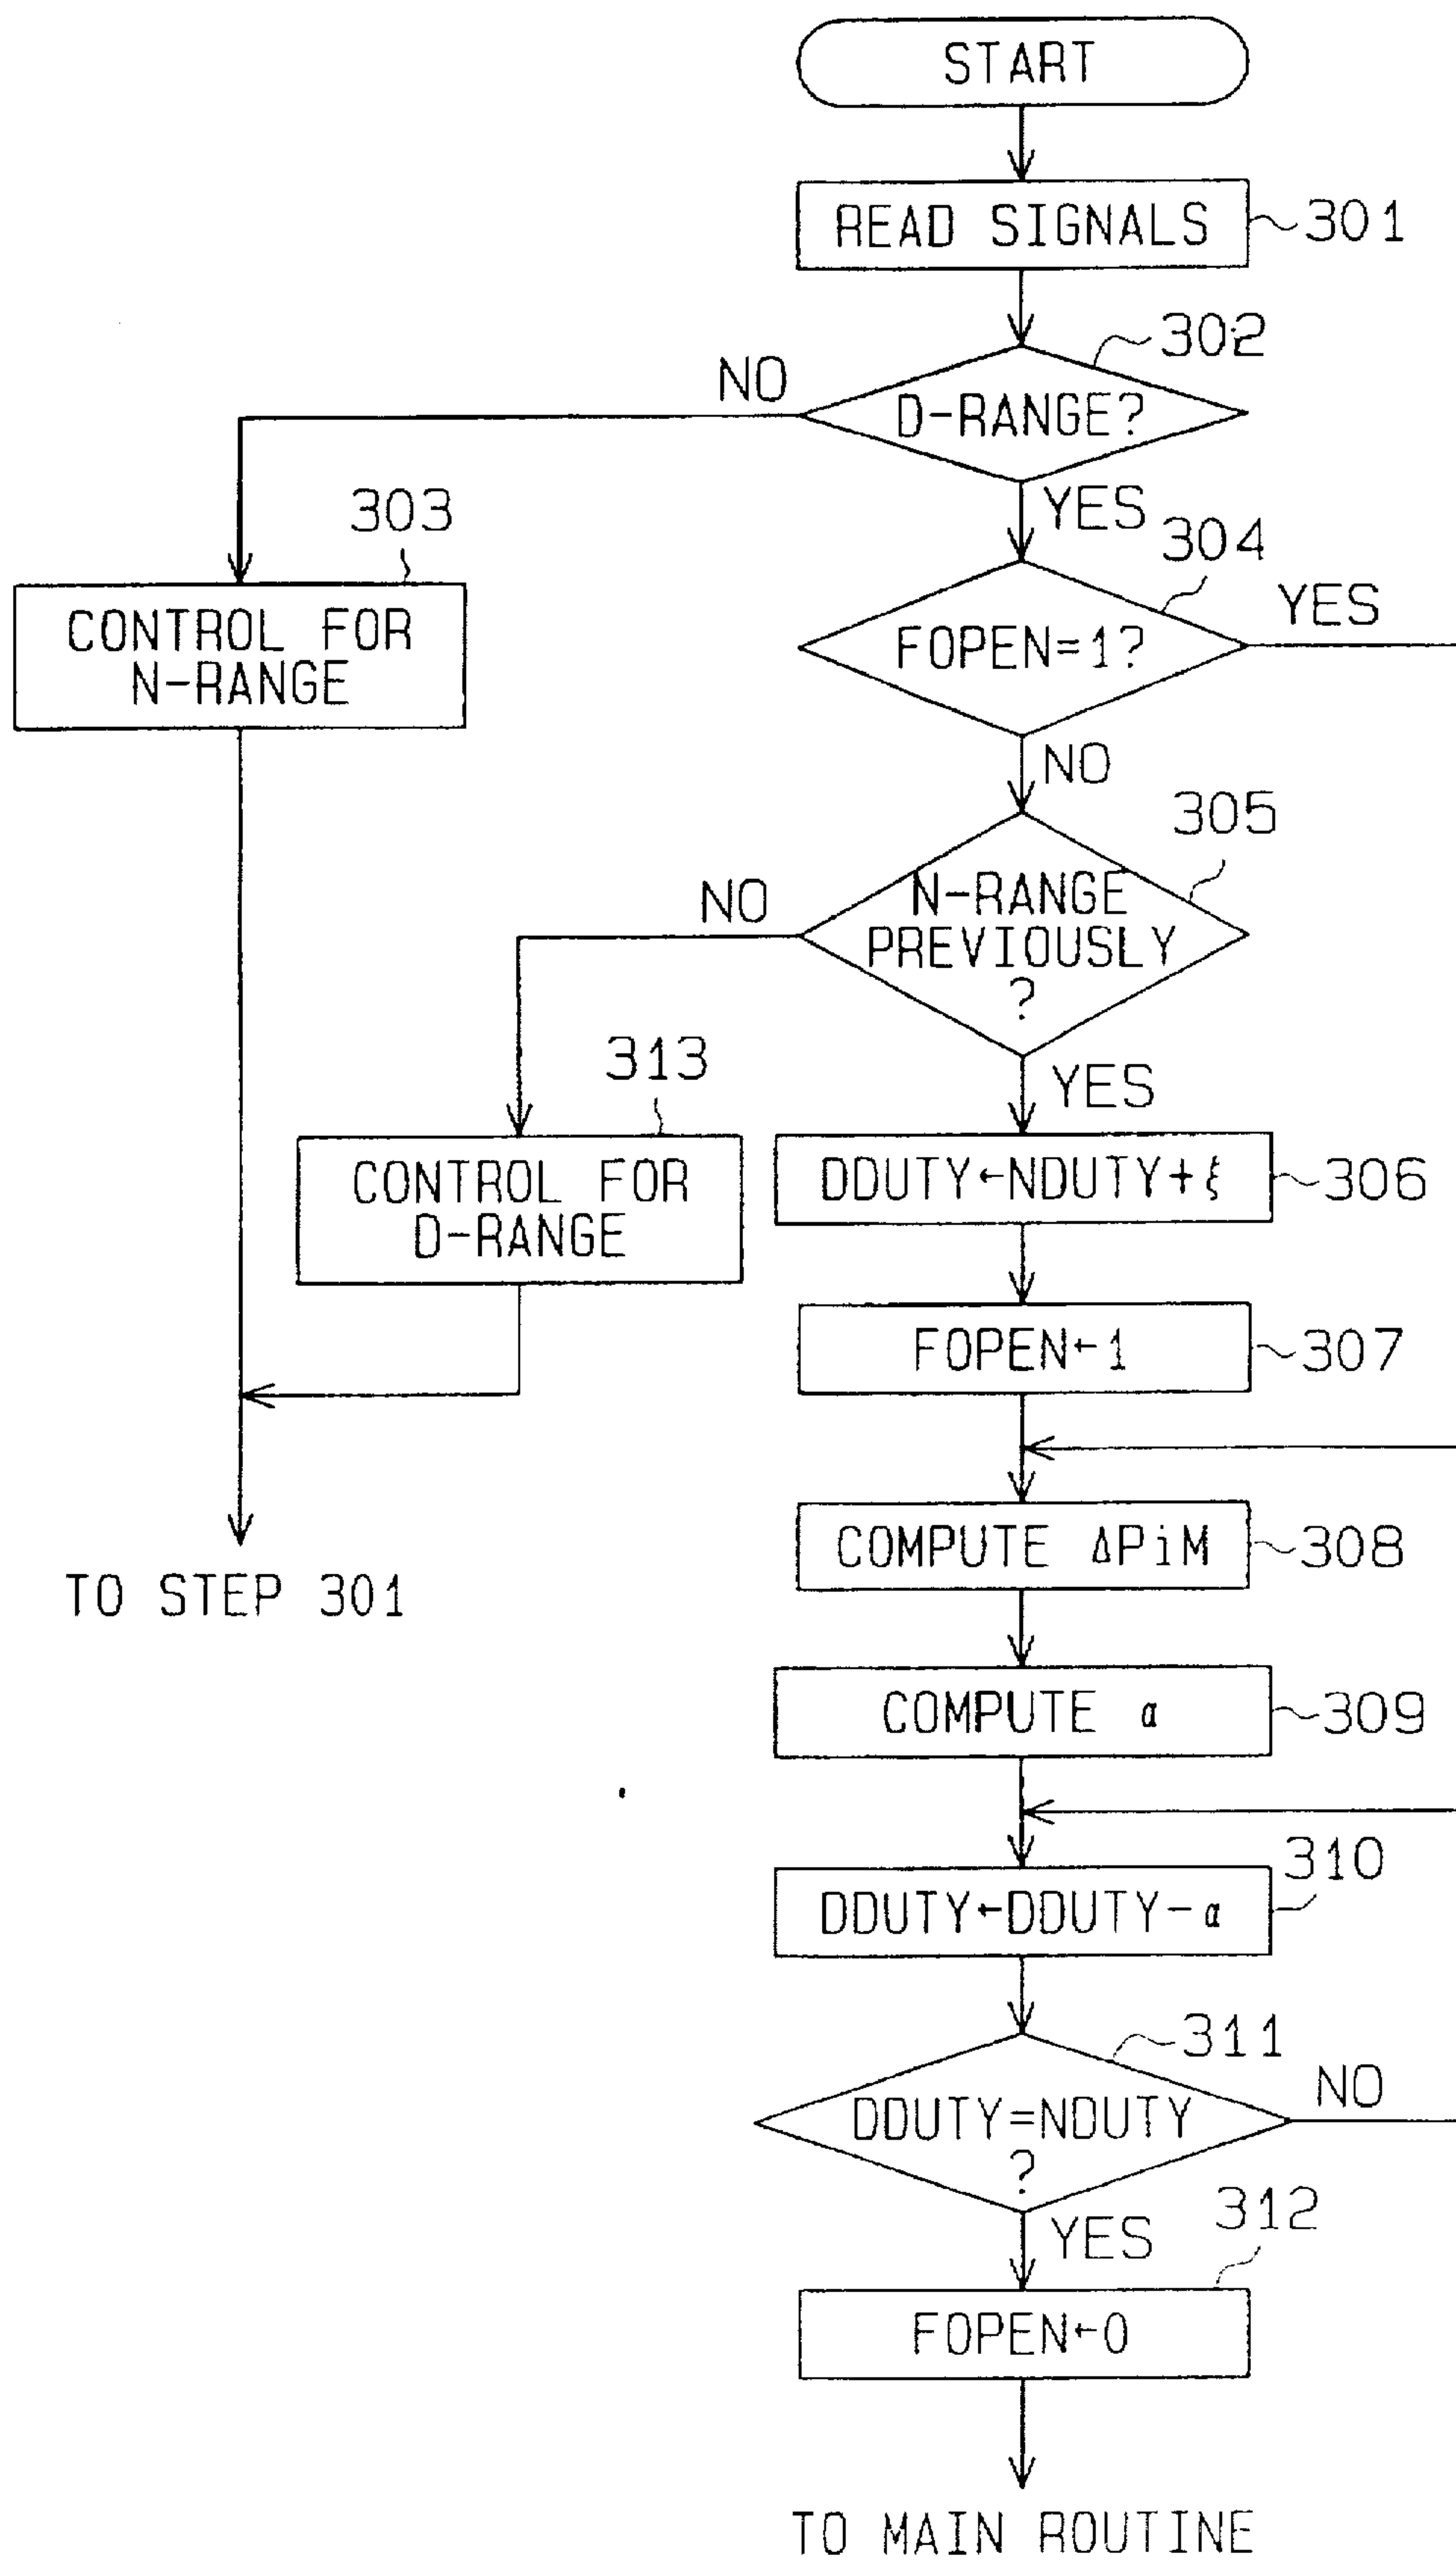 START
READ SIGNALS
301
302
NO
D-RANGE?
YES
303
CONTROL FOR
N-RANGE
304
YES
FOPEN=1?
NO
305
NO
N-RANGE
PREVIOUSLY
?
YES
313
CONTROL FOR
D-RANGE
DDUTY←NDUTY+ξ
306
FOPEN←1
307
COMPUTE ΔPiM
308
TO STEP 301
COMPUTE α
309
310
DDUTY←DDUTY-α
311
NO
DDUTY=NDUTY
?
YES
312
FOPEN←0
TO MAIN ROUTINE